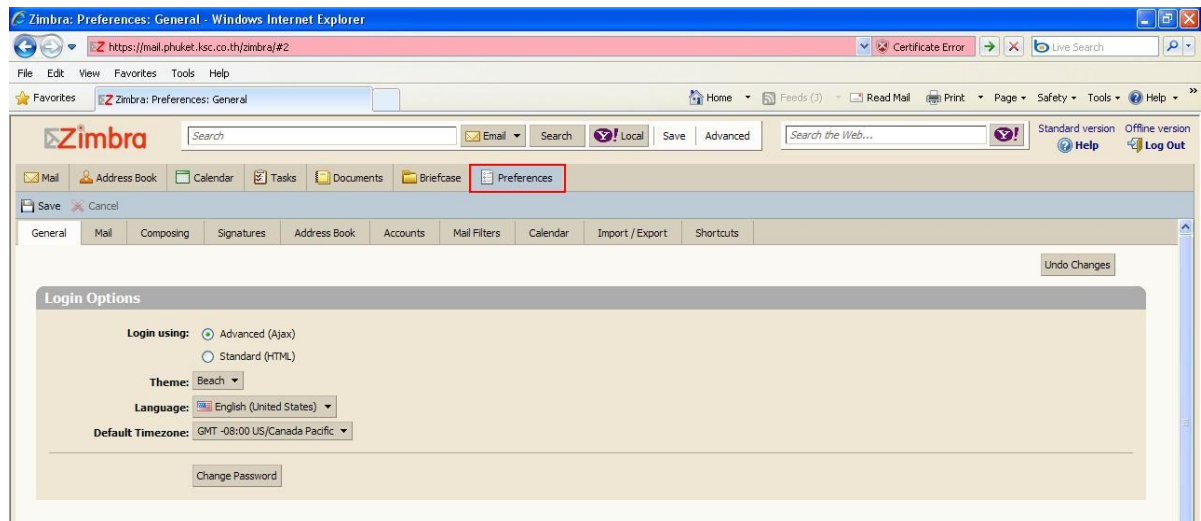 Zimbra: Preferences: General - Windows Internet Explorer
https://mail.phuket.ksc.co.th/zimbra/#2 Certificate Error Live Search
File Edit View Favorites Tools Help
Favorites Zimbra: Preferences: General Home Feeds (J) Read Mail Print Page Safety Tools Help »
Zimbra Search Email Search Y! Local Save Advanced Search the Web... Y! Standard version Offline version
Help Log Out
Mail Address Book Calendar Tasks Documents Briefcase Preferences
Save Cancel
General Mail Composing Signatures Address Book Accounts Mail Filters Calendar Import / Export Shortcuts
Undo Changes
Login Options
Login using: Advanced (Ajax)
Standard (HTML)
Theme: Beach
Language: English (United States)
Default Timezone: GMT -08:00 US/Canada Pacific
Change Password